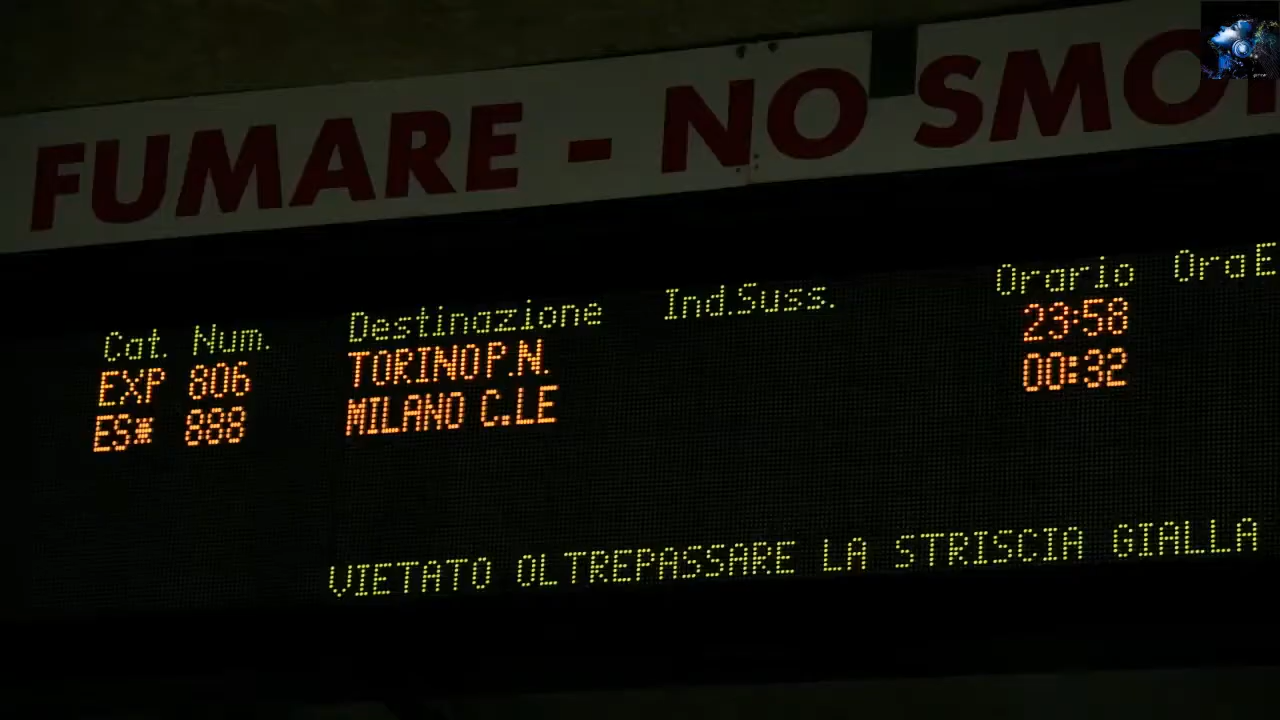 FUMARE - NO SMO
Cat. Num. Destinazione Ind.Suss. Orario Ora E
EXP 806 TORINO P.N. 23:58
ES* 888 MILANO C.LE 00:32
VIETATO OLTREPASSARE LA STRISCIA GIALLA